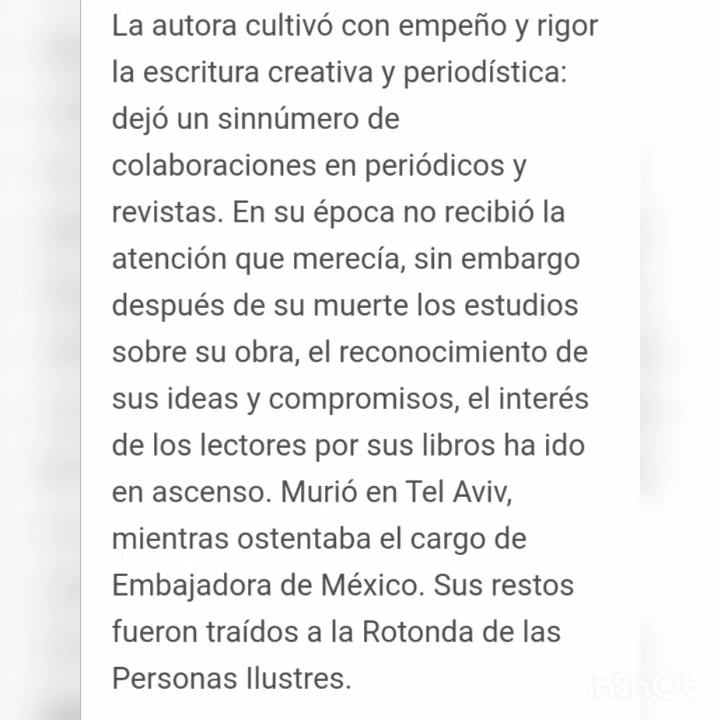 La autora cultivó con empeño y rigor
la escritura creativa y periodística:
dejó un sinnúmero de
colaboraciones en periódicos y
revistas. En su época no recibió la
atención que merecía, sin embargo
después de su muerte los estudios
sobre su obra, el reconocimiento de
sus ideas y compromisos, el interés
de los lectores por sus libros ha ido
en ascenso. Murió en Tel Aviv,
mientras ostentaba el cargo de
Embajadora de México. Sus restos
fueron traídos a la Rotonda de las
Personas Ilustres.
InShOt